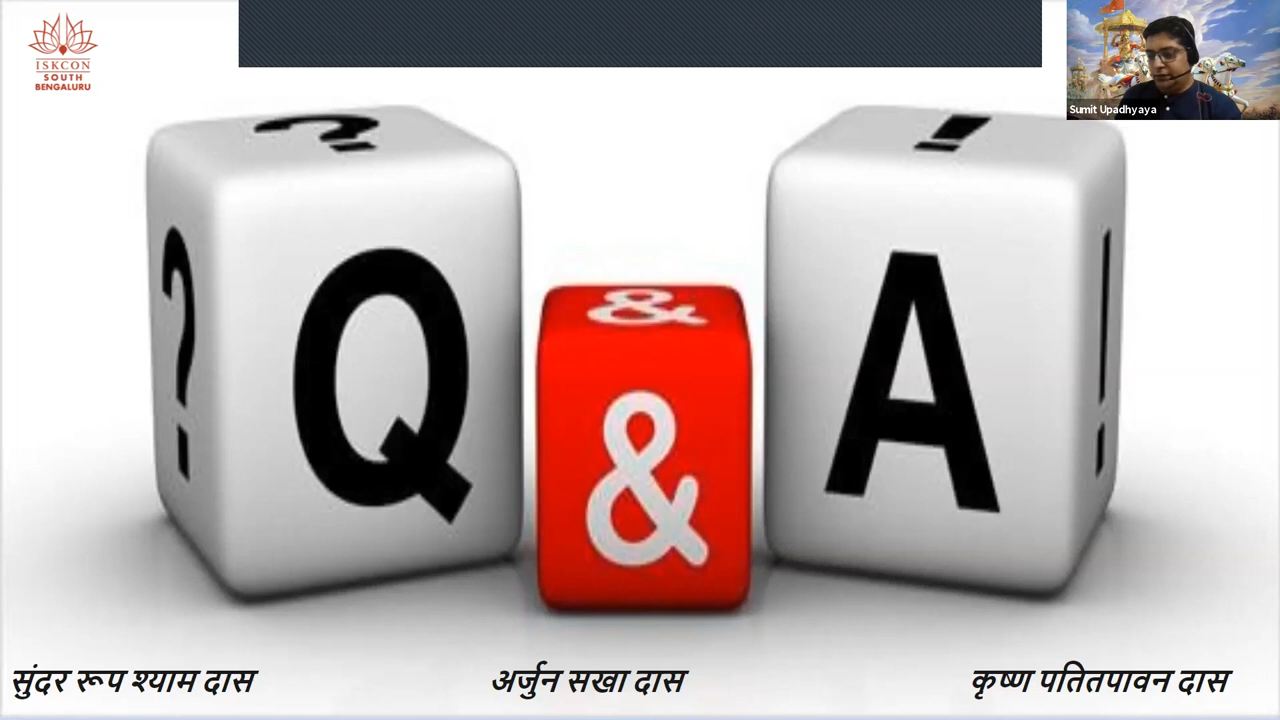 ISKCON
SOUTH
BENGALURU
Sumit Upadhyaya
? ? Q
& &
! A !
सुंदर रूप श्याम दास
अर्जुन सखा दास
कृष्ण पतितपावन दास